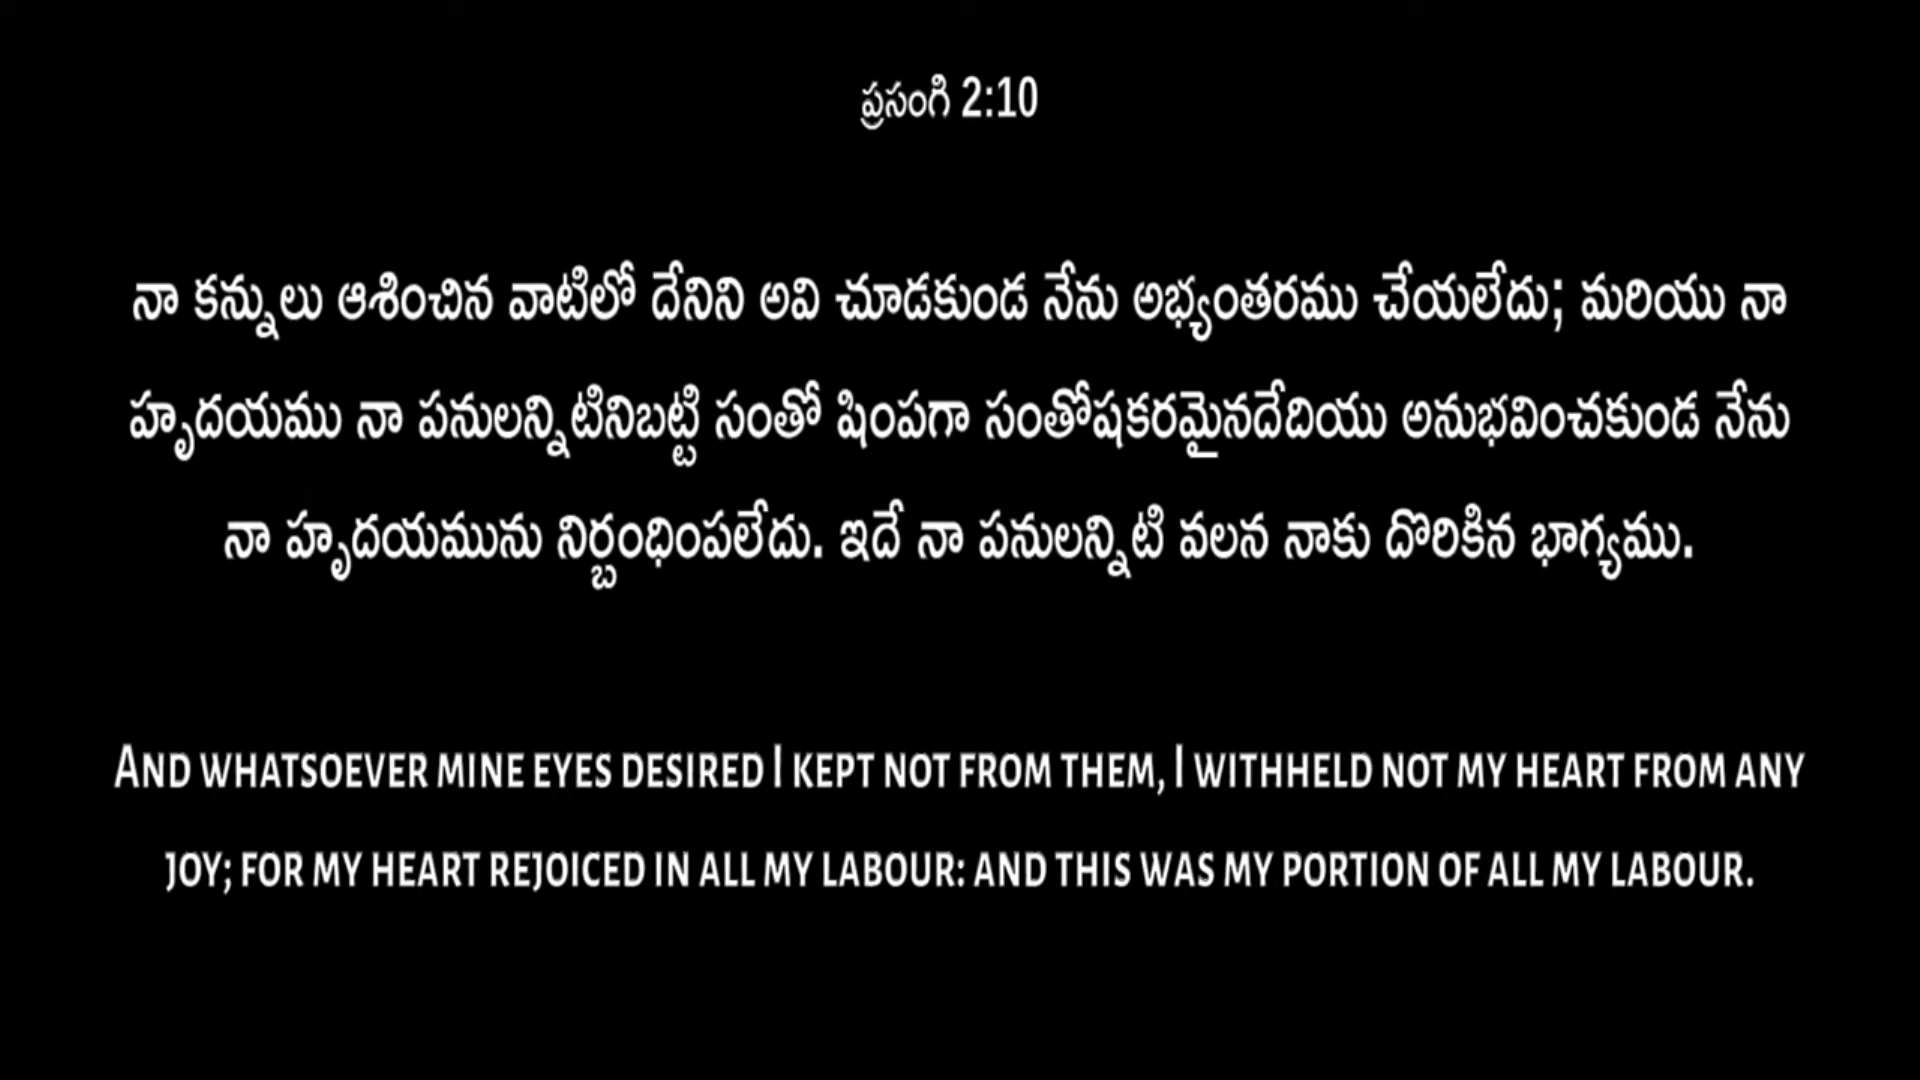 ప్రసంగి 2:10
నా కన్నులు ఆశించిన వాటిలో దేనిని అవి చూడకుండ నేను అభ్యంతరము చేయలేదు; మరియు నా
హృదయము నా పనులన్నిటినిబట్టి సంతో షింపగా సంతోషకరమైనదేదియు అనుభవించకుండ నేను
నా హృదయమును నిర్బంధింపలేదు. ఇదే నా పనులన్నిటి వలన నాకు దొరికిన భాగ్యము.
And whatsoever mine eyes desired I kept not from them, I withheld not my heart from any
joy; for my heart rejoiced in all my labour: and this was my portion of all my labour.